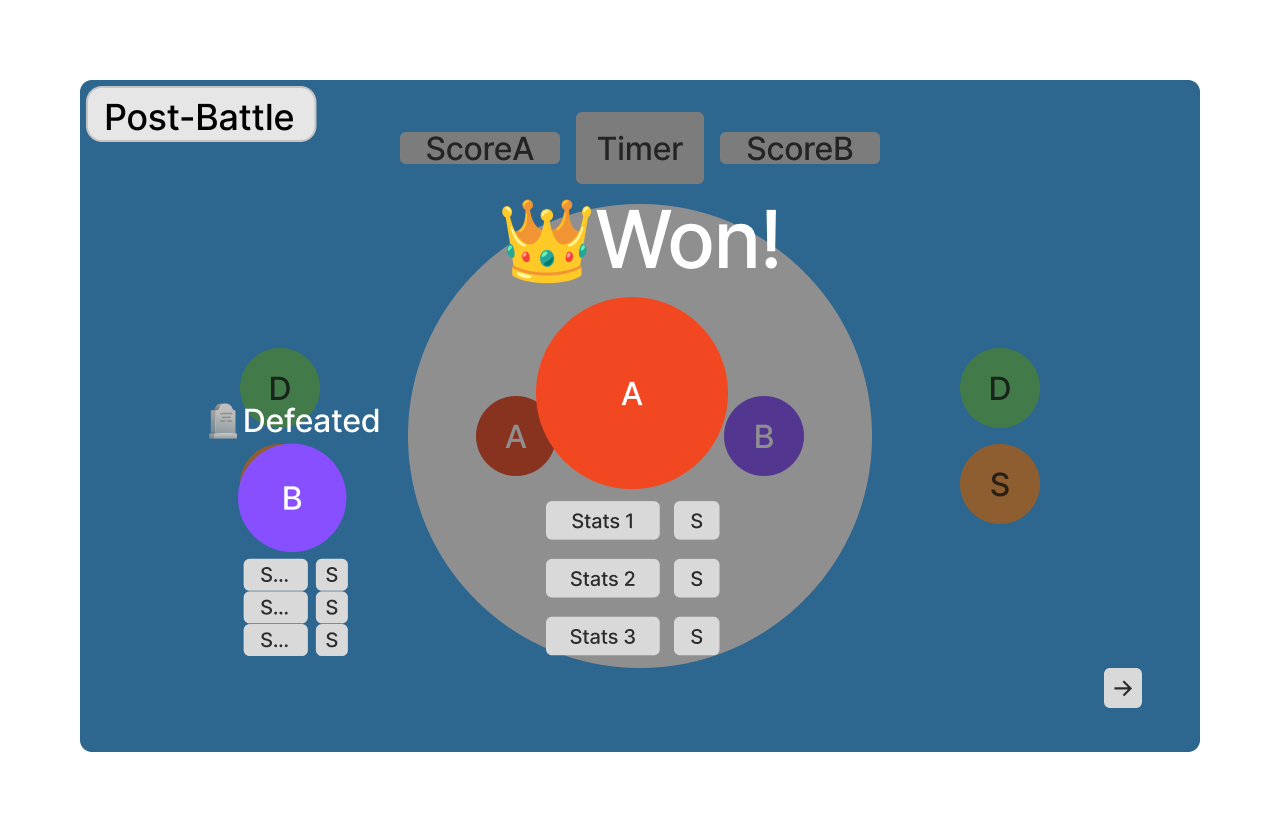 Post-Battle
ScoreA
Timer
ScoreB
Won!
A
A
B
D
Defeated
B
S... S
S... S
S... S
Stats 1 S
Stats 2 S
Stats 3 S
D
S